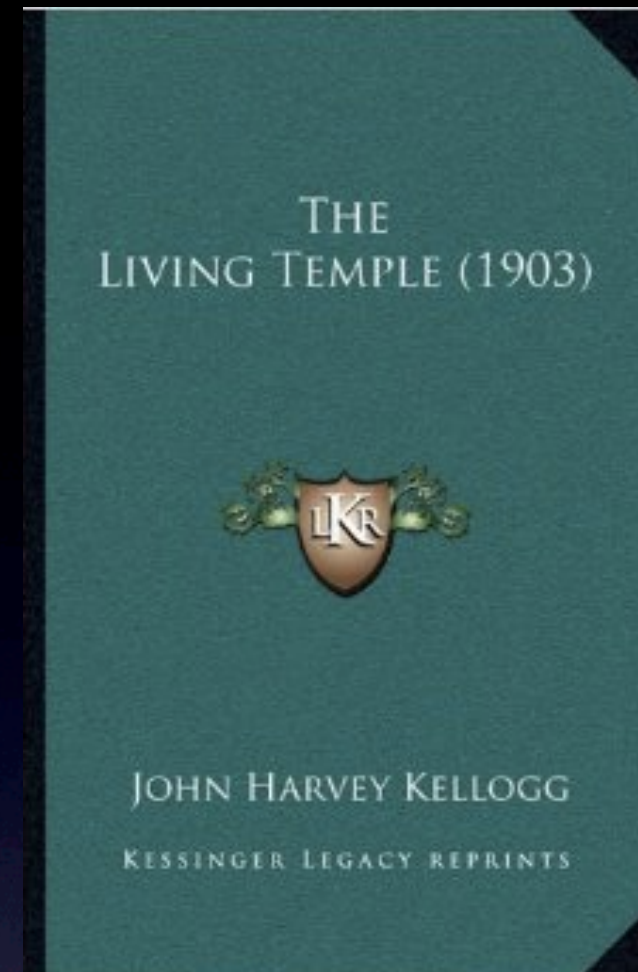 THE
LIVING TEMPLE (1903)
LKR
JOHN HARVEY KELLOGG
KESSINGER LEGACY REPRINTS